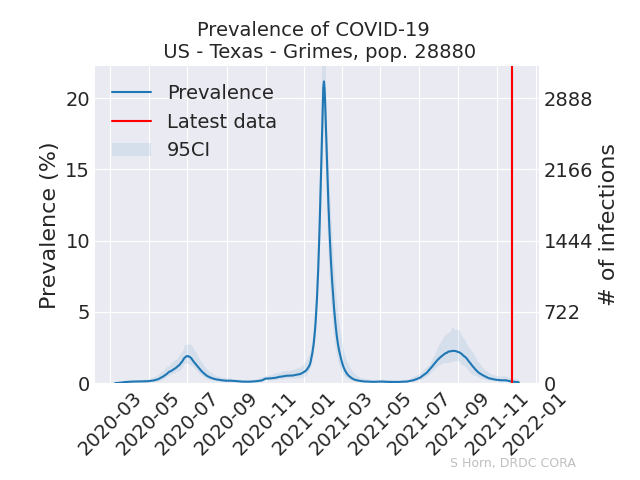 Prevalence of COVID-19
US - Texas - Grimes, pop. 28880
Prevalence
Latest data
95CI
Prevalence (%)
20
15
10
5
0
2888
2166
1444
722
0
# of infections
2020-03
2020-05
2020-07
2020-09
2020-11
2021-01
2021-03
2021-05
2021-07
2021-09
2021-11
2022-01
S Horn, DRDC CORA